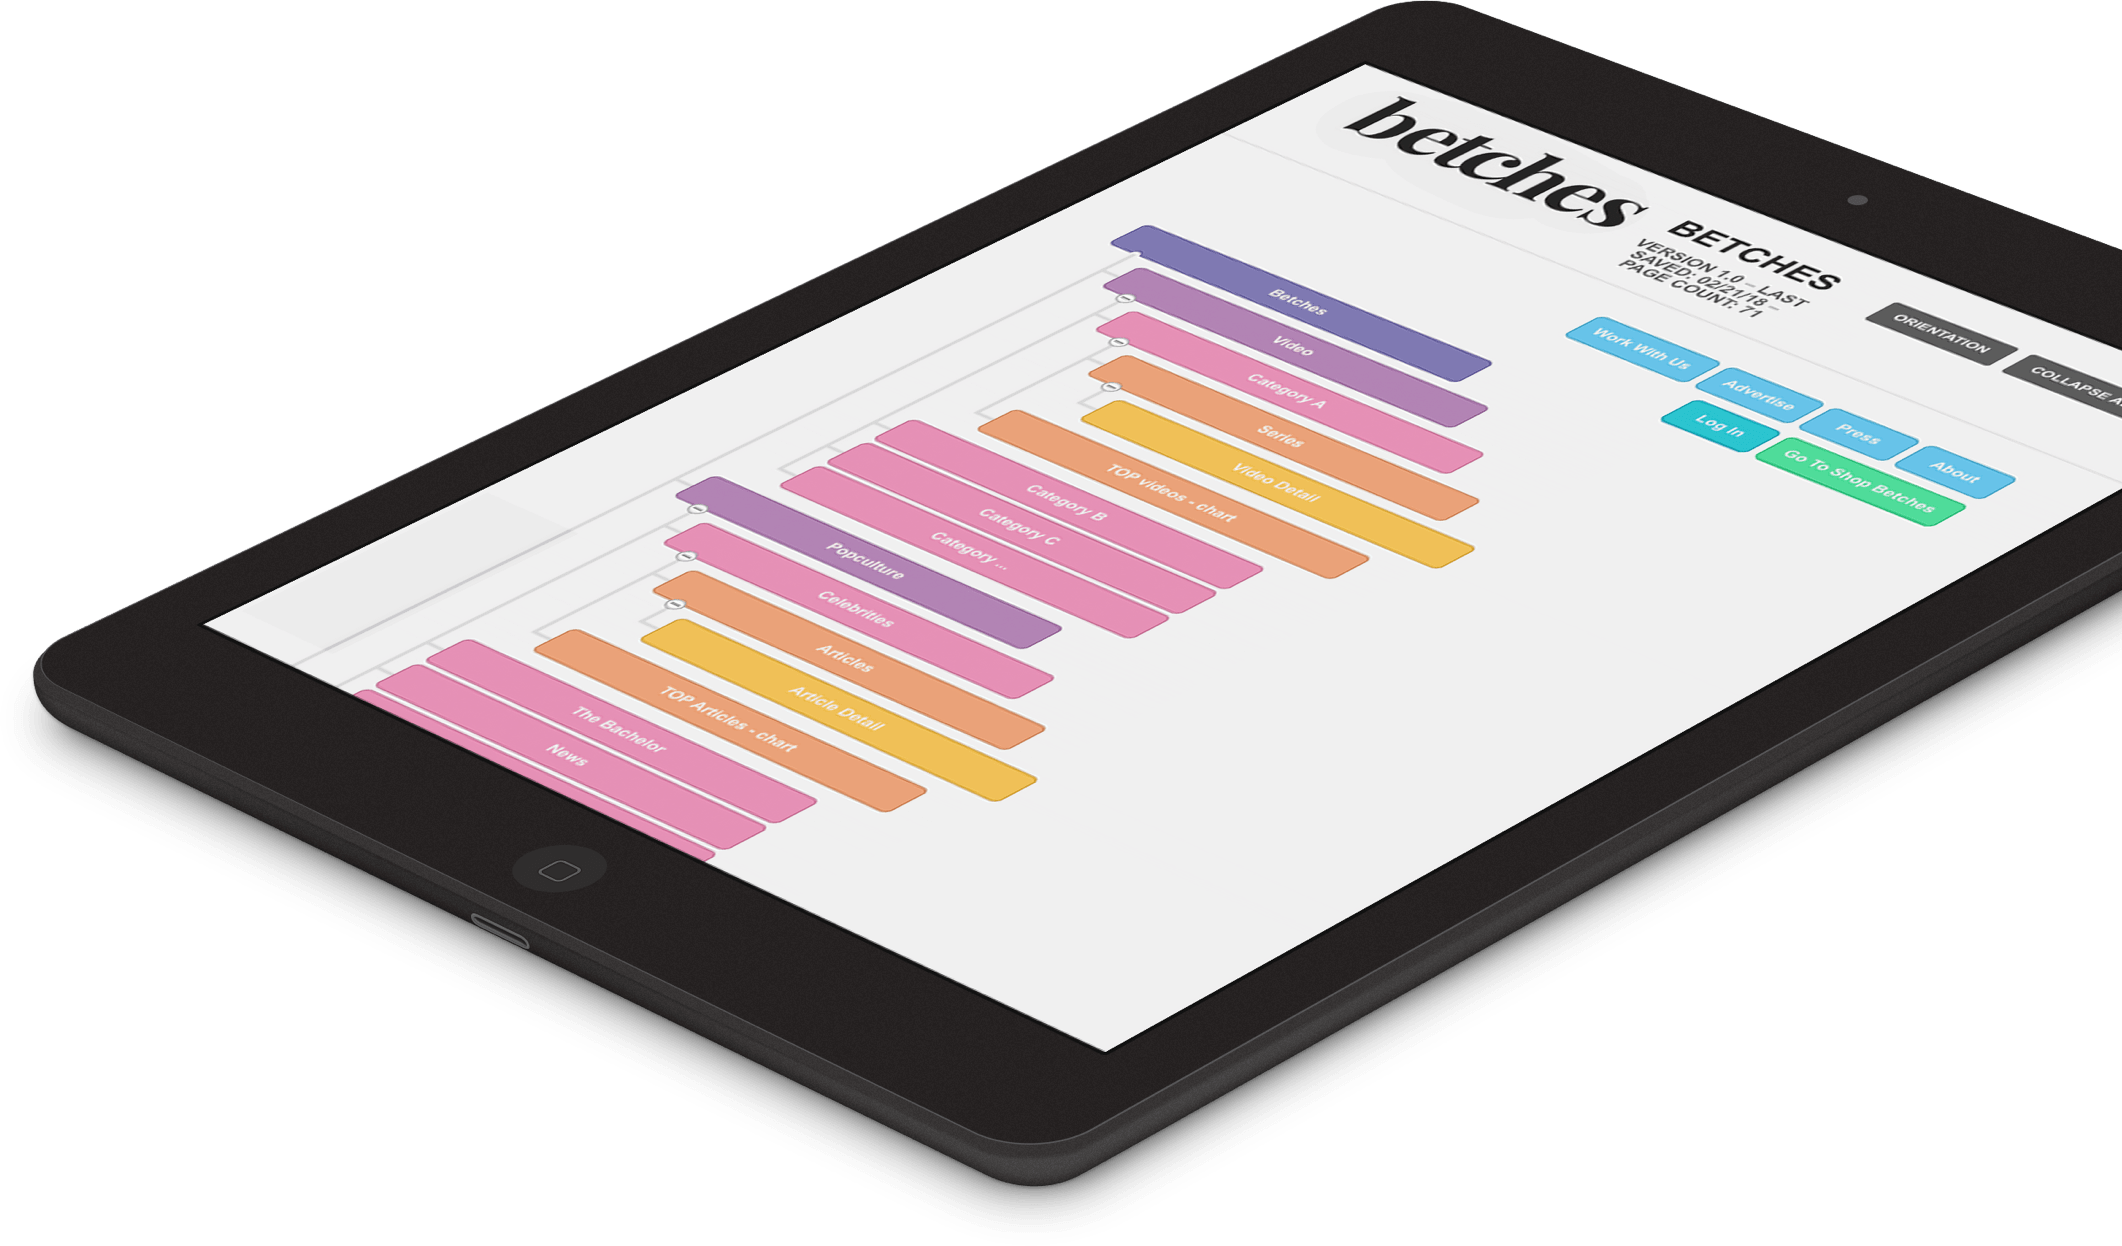 betches
BETCHES
VERSION 1.0 – LAST
SAVED: 02/21/18 –
PAGE COUNT: 71
ORIENTATION
COLLAPSE
Work With Us
Advertise
Press
About
Log In
Go To Shop Betches
Betches
Video
Category A
Series
Video Detail
TOP videos - chart
Category B
Category C
Category ...
Popculture
Celebrities
Articles
Article Detail
TOP Articles - chart
The Bachelor
News